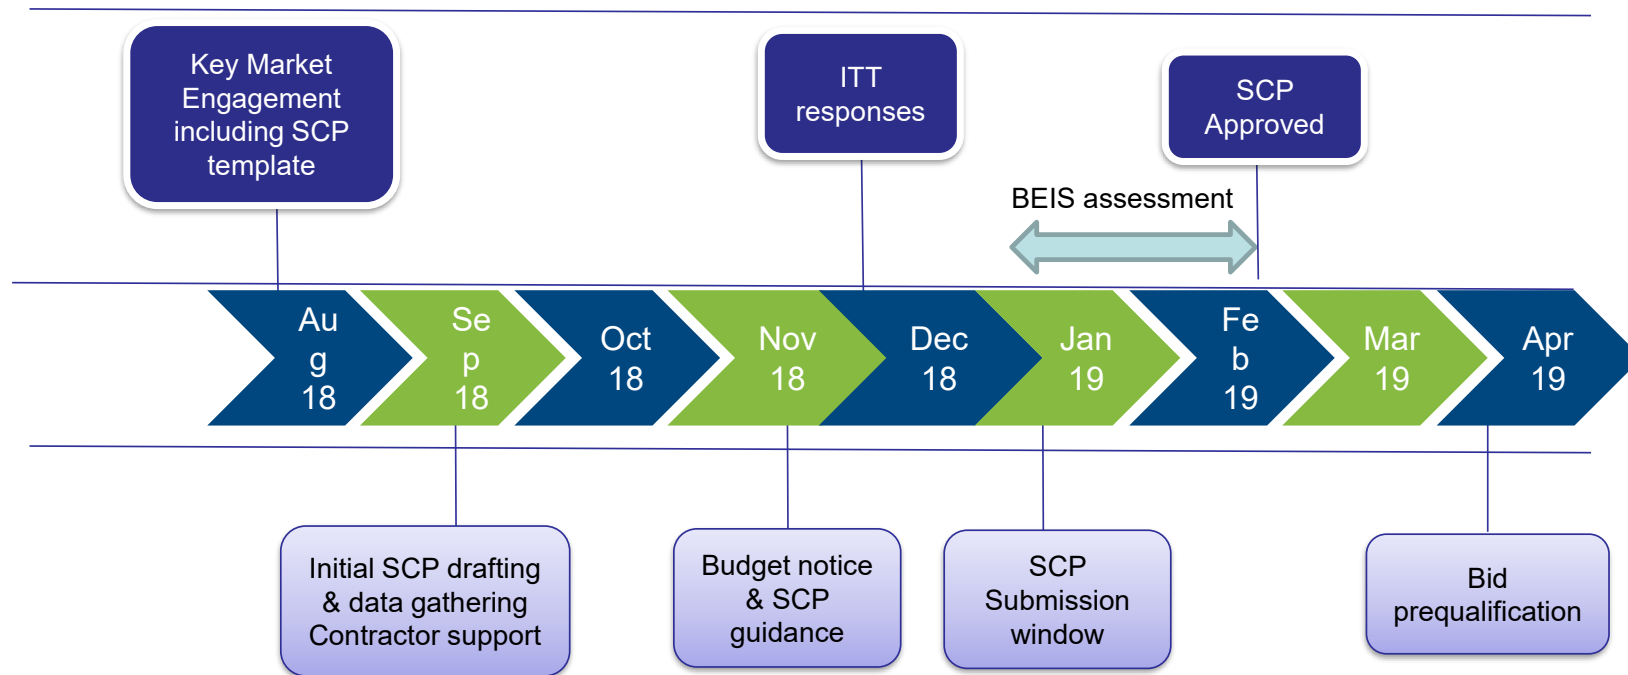 Key Market
Engagement
including SCP
template
ITT
responses
SCP
Approved
BEIS assessment
Au
g
18
Se
p
18
Oct
18
Nov
18
Dec
18
Jan
19
Fe
b
19
Mar
19
Apr
19
Initial SCP drafting
& data gathering
Contractor support
Budget notice
& SCP
guidance
SCP
Submission
window
Bid
prequalification